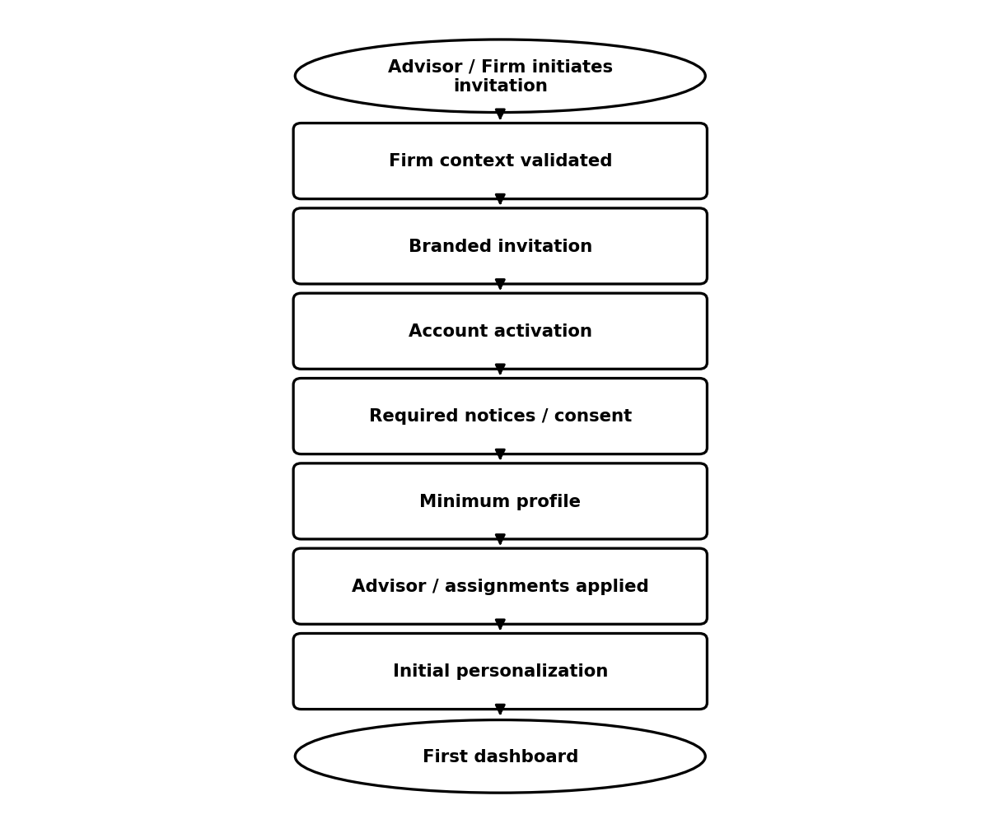 Advisor / Firm initiates
invitation
Firm context validated
Branded invitation
Account activation
Required notices / consent
Minimum profile
Advisor / assignments applied
Initial personalization
First dashboard